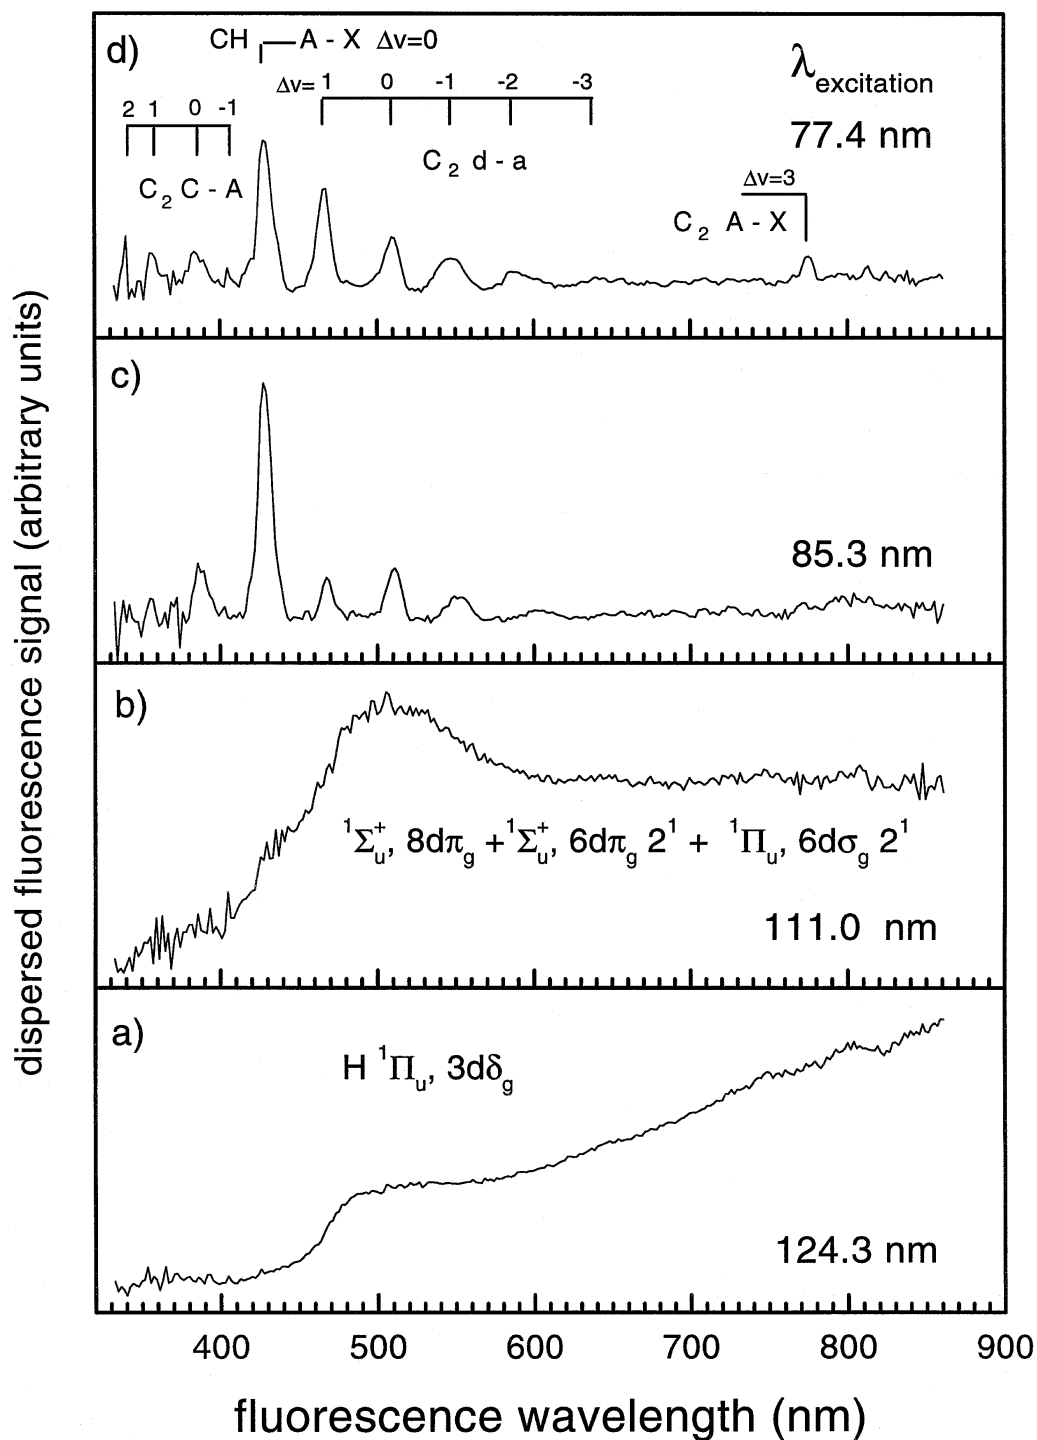 d)
CH A - X Δv=0
λexcitation
Δv= 1 0 -1 -2 -3
2 1 0 -1
77.4 nm
C2 d - a
C2 C - A
Δv=3
C2 A - X
c)
85.3 nm
b)
1Σu+, 8dπg +1Σu+, 6dπg 21 + 1Πu, 6dσg 21
111.0 nm
a)
H 1Πu, 3dδg
124.3 nm
400 500 600 700 800 900
fluorescence wavelength (nm)
dispersed fluorescence signal (arbitrary units)